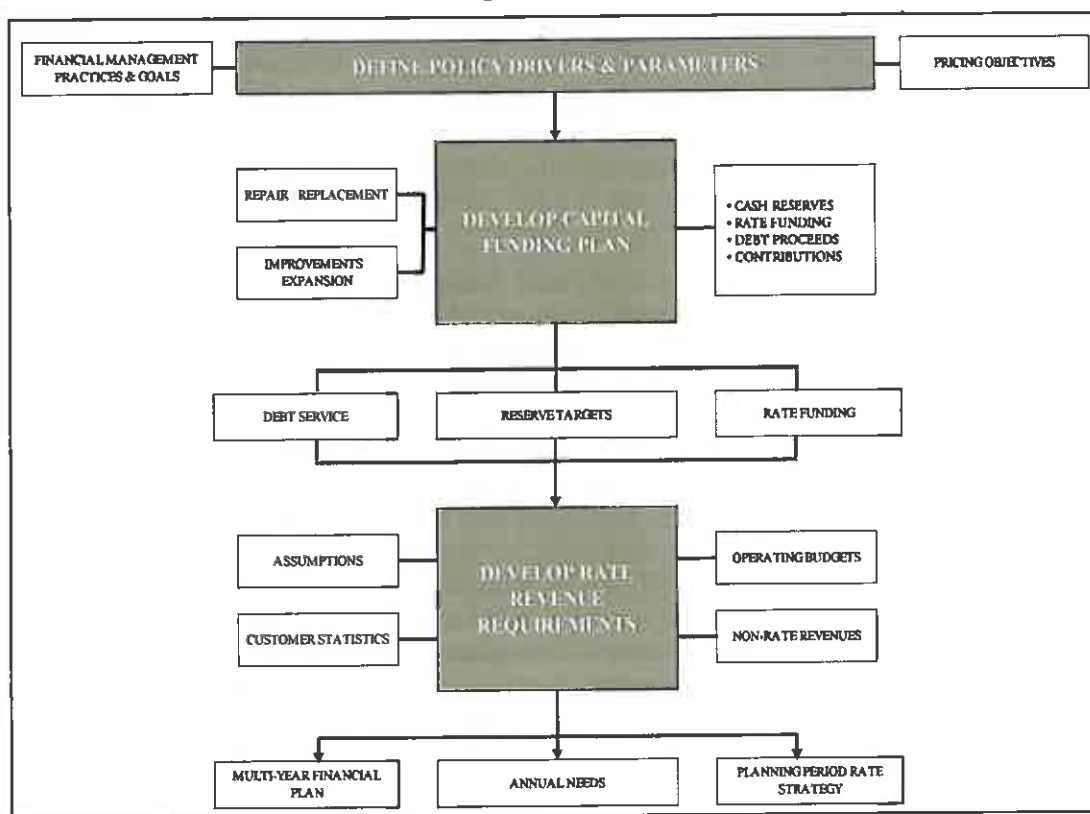 FINANCIAL MANAGEMENT
PRACTICES & GOALS
DEFINE POLICY DRIVERS & PARAMETERS
PRICING OBJECTIVES
REPAIR REPLACEMENT
IMPROVEMENTS
EXPANSION
DEVELOP CAPITAL
FUNDING PLAN
• CASH RESERVES
• RATE FUNDING
• DEBT PROCEEDS
• CONTRIBUTIONS
DEBT SERVICE
RESERVE TARGETS
RATE FUNDING
ASSUMPTIONS
CUSTOMER STATISTICS
DEVELOP RATE
REVENUE
REQUIREMENTS
OPERATING BUDGETS
NON-RATE REVENUES
MULTI-YEAR FINANCIAL
PLAN
ANNUAL NEEDS
PLANNING PERIOD RATE
STRATEGY